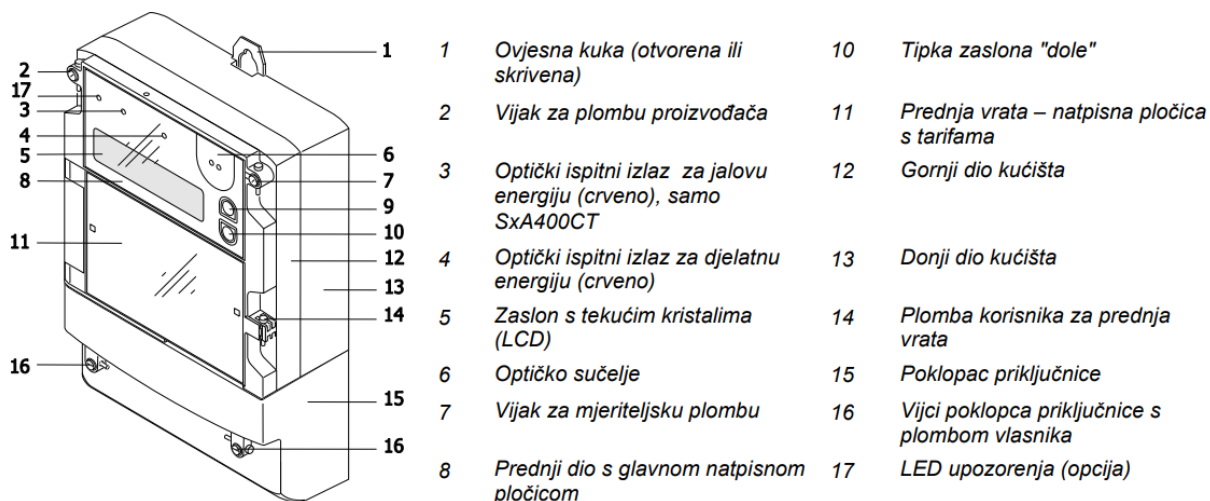 1
2
17
3
4
5
8
11
16
6
7
9
10
12
13
14
15
16
1 Ovjesna kuka (otvorena ili
skrivena)
2 Vijak za plombu proizvođača
3 Optički ispitni izlaz za jalovu
energiju (crveno), samo
SxA400CT
4 Optički ispitni izlaz za djelatnu
energiju (crveno)
5 Zaslon s tekućim kristalima
(LCD)
6 Optičko sučelje
7 Vijak za mjeriteljsku plombu
8 Prednji dio s glavnom natpisnom
pločicom
10 Tipka zaslona "dole"
11 Prednja vrata – natpisna pločica
s tarifama
12 Gornji dio kućišta
13 Donji dio kućišta
14 Plomba korisnika za prednja
vrata
15 Poklopac priključnice
16 Vijci poklopca priključnice s
plombom vlasnika
17 LED upozorenja (opcija)